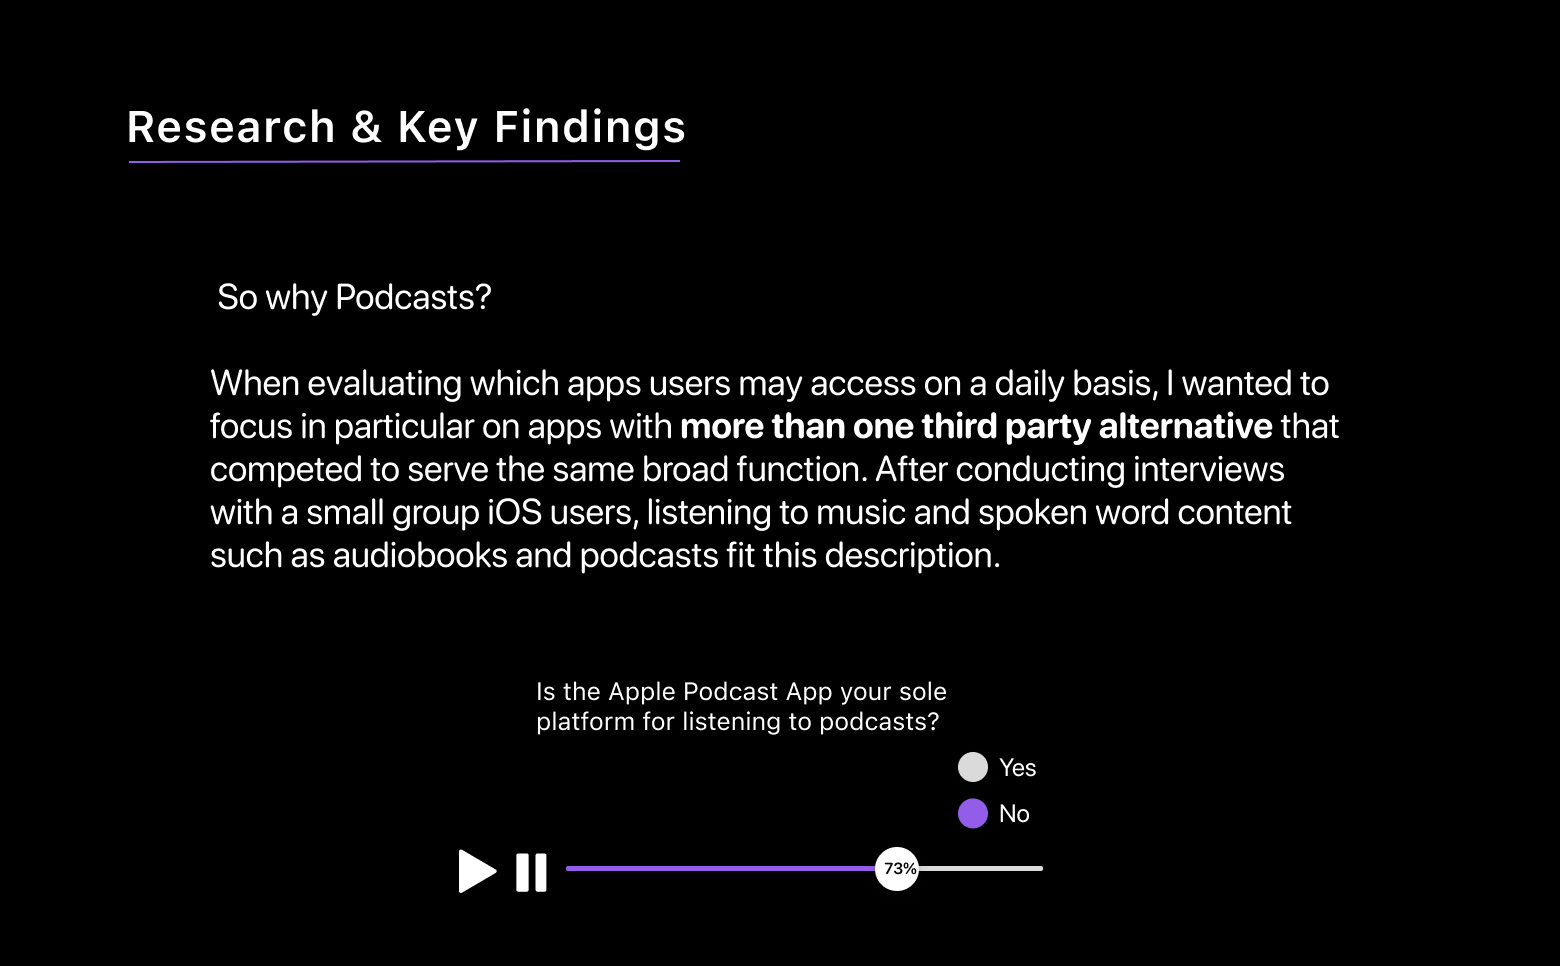 Research & Key Findings
So why Podcasts?
When evaluating which apps users may access on a daily basis, I wanted to
focus in particular on apps with more than one third party alternative that
competed to serve the same broad function. After conducting interviews
with a small group iOS users, listening to music and spoken word content
such as audiobooks and podcasts fit this description.
Is the Apple Podcast App your sole
platform for listening to podcasts?
Yes
No
73%